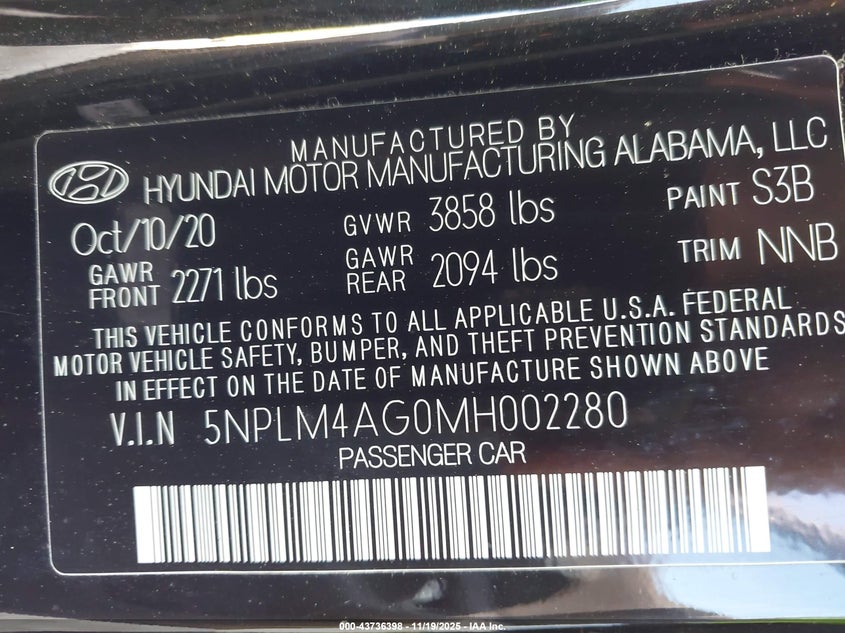 MANUFACTURED BY
HYUNDAI MOTOR MANUFACTURING ALABAMA, LLC
Oct/10/20 GVWR 3858 lbs PAINT S3B
GAWR FRONT 2271 lbs GAWR REAR 2094 lbs TRIM NNB
THIS VEHICLE CONFORMS TO ALL APPLICABLE U.S.A. FEDERAL
MOTOR VEHICLE SAFETY, BUMPER, AND THEFT PREVENTION STANDARDS
IN EFFECT ON THE DATE OF MANUFACTURE SHOWN ABOVE
V.I.N 5NPLM4AG0MH002280
PASSENGER CAR
000-43736398 - 11/19/2025 - IAA Inc.